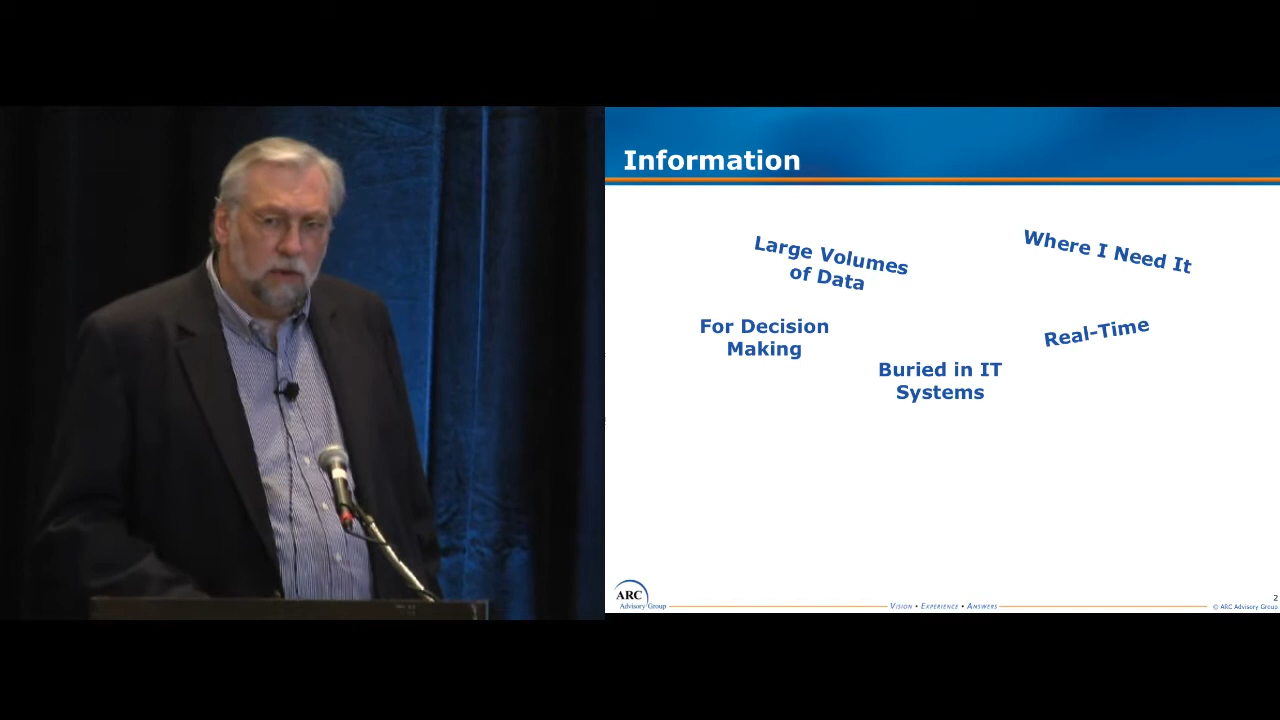 Information
Large Volumes
of Data
Where I Need It
For Decision
Making
Real-Time
Buried in IT
Systems
ARC
Advisory Group
VISION • EXPERIENCE • ANSWERS
2
© ARC Advisory Group